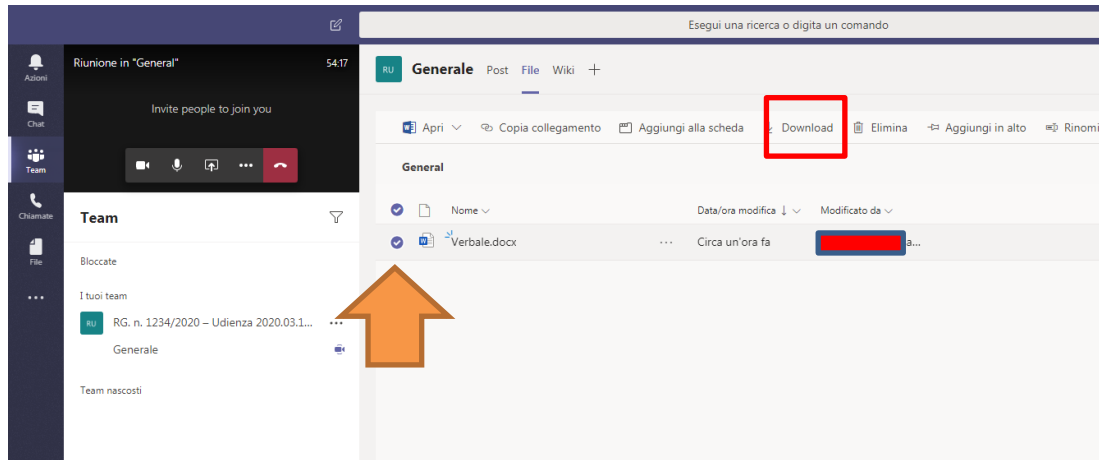 Esegui una ricerca o digita un comando
Azioni
Chat
Team
Chiamate
File
Riunione in "General" 54:17
Invite people to join you
Team
Bloccate
I tuoi team
RU RG. n. 1234/2020 – Udienza 2020.03.1... ...
Generale
Team nascosti
RU Generale Post File Wiki +
Apri Copia collegamento Aggiungi alla scheda Download Elimina Aggiungi in alto Rinomi
General
Nome Data/ora modifica ↓ Modificato da
Verbale.docx ... Circa un'ora fa a...